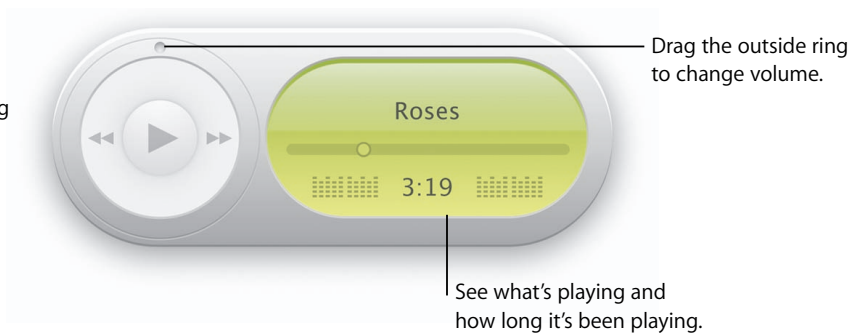 Drag the outside ring
to change volume.
g
Roses
3:19
See what's playing and
how long it's been playing.